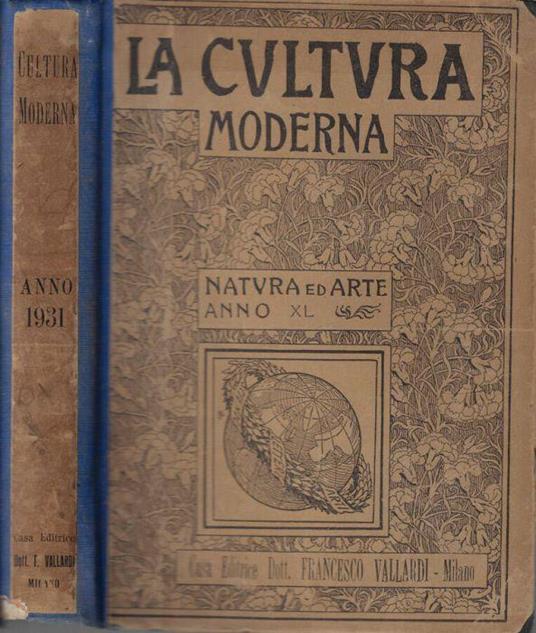 CULTURA
MODERNA
ANNO
1931
Casa Editrice
Dott. F. VALLARDI
MILANO
LA CVLTVRA
MODERNA
NATVRA ED ARTE
ANNO XL
Casa Editrice Dott. FRANCESCO VALLARDI - Milano